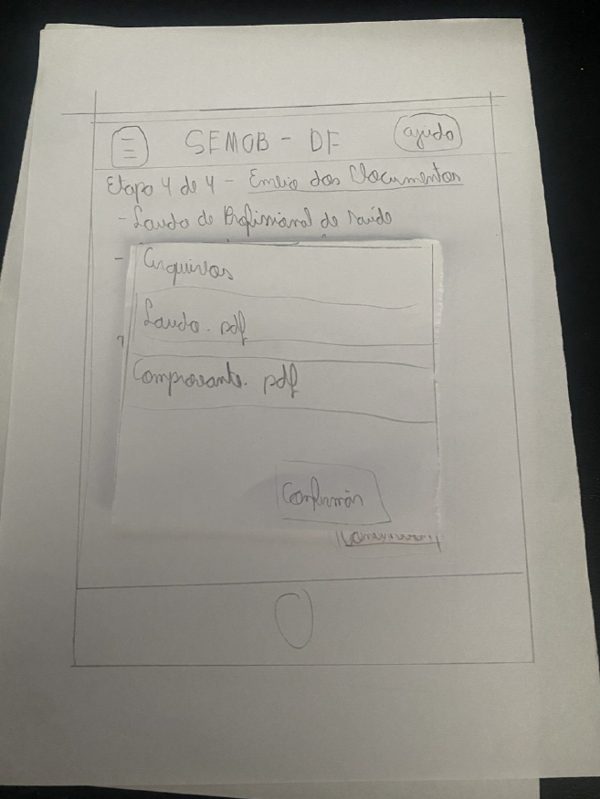 SEMOB - DF
ajuda
Etapa 4 de 4 - Envio dos Documentos
- Laudo de Profissional de saúde
-
Arquivos
Laudo. pdf
Comprovante. pdf
Confirmar